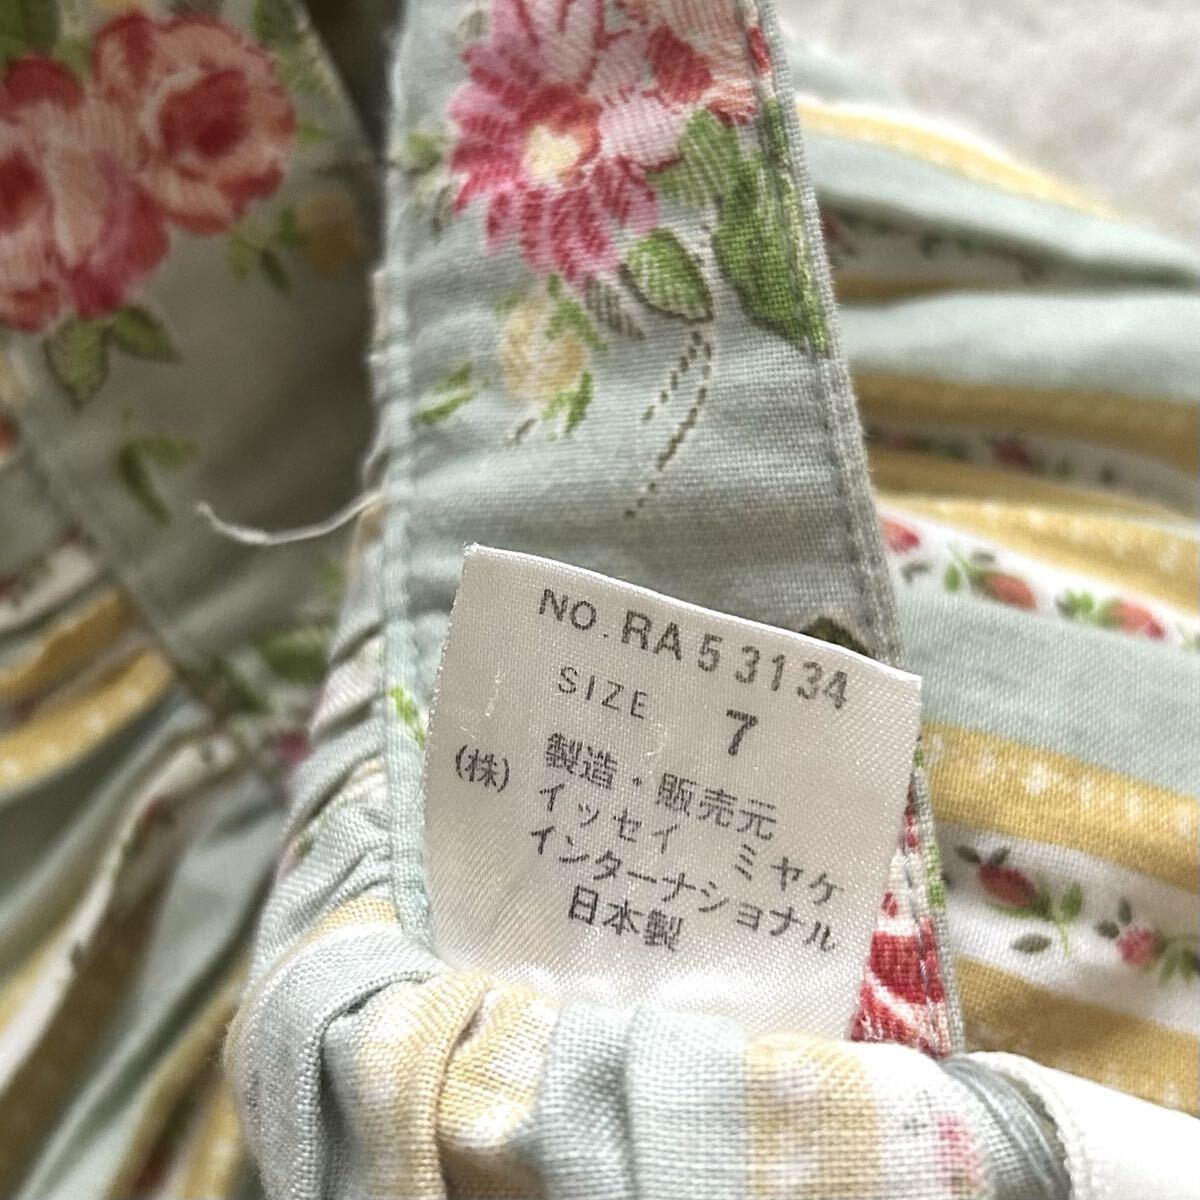 NO. RA53134
SIZE 7
製造・販売元
(株) イッセイ ミヤケ
インターナショナル
日本製